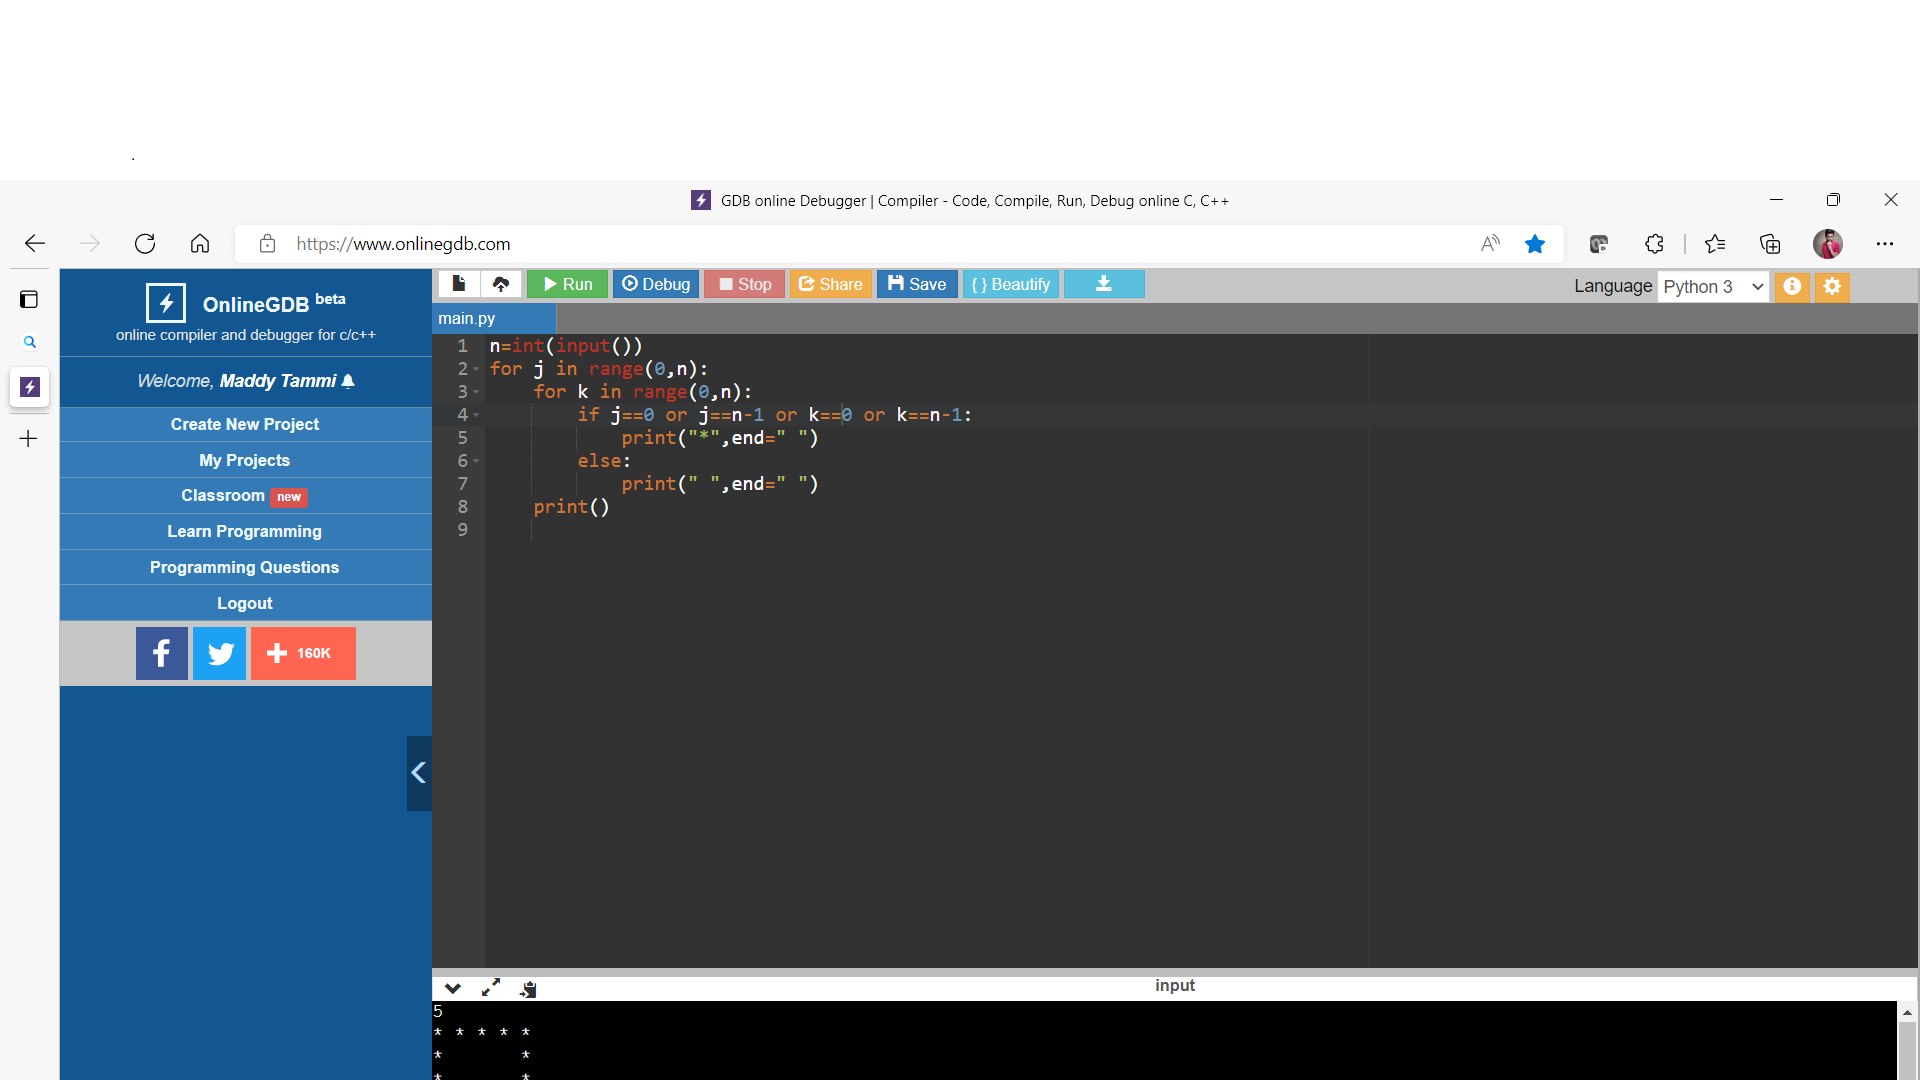 GDB online Debugger | Compiler - Code, Compile, Run, Debug online C, C++
https://www.onlinegdb.com
OnlineGDB beta
online compiler and debugger for c/c++
Welcome, Maddy Tammi
Create New Project
My Projects
Classroom new
Learn Programming
Programming Questions
Logout
160K
Run Debug Stop Share Save { } Beautify
Language Python 3
main.py
1 n=int(input())
2 for j in range(0,n):
3     for k in range(0,n):
4         if j==0 or j==n-1 or k==0 or k==n-1:
5             print("*",end=" ")
6         else:
7             print(" ",end=" ")
8     print()
9
input
5
* * * * *
*       *
*       *